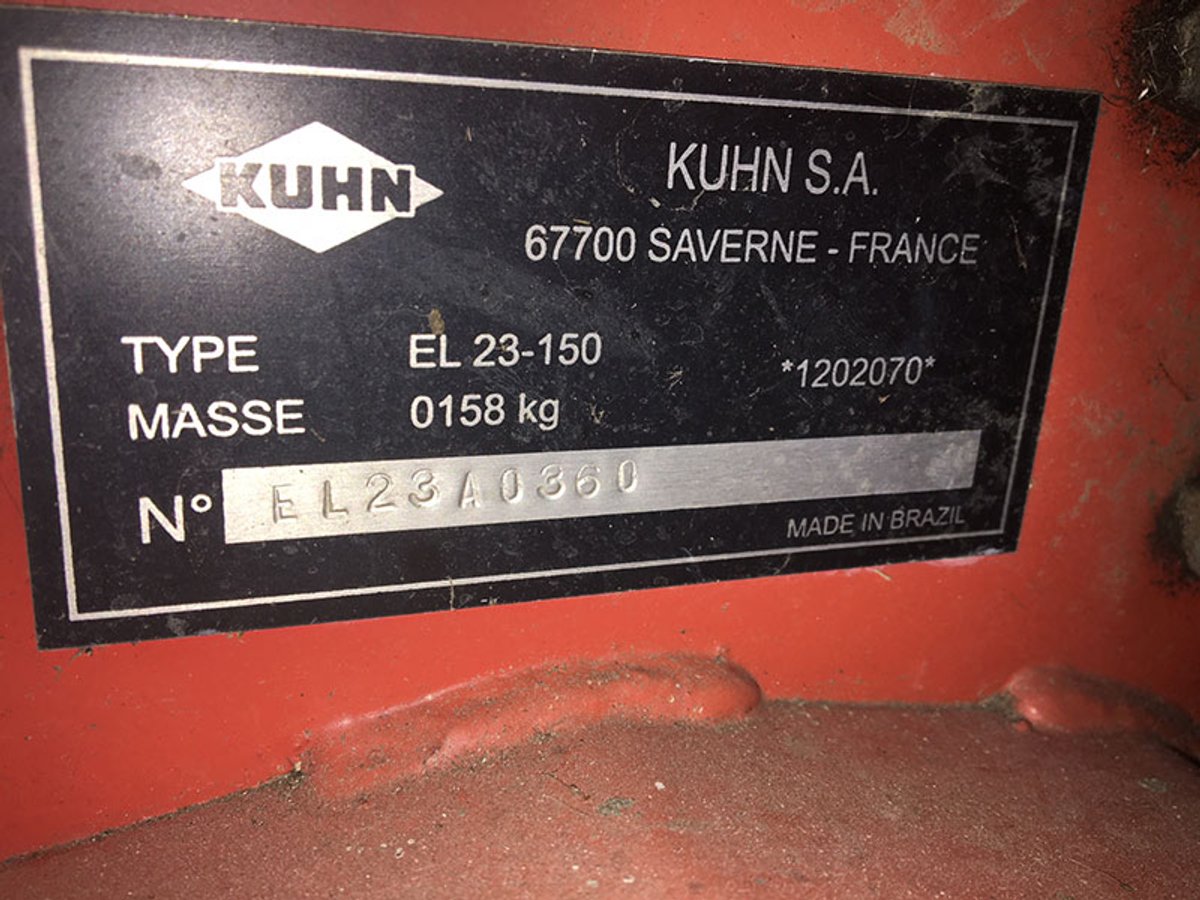 KUHN
KUHN S.A.
67700 SAVERNE - FRANCE
TYPE EL 23-150 *1202070*
MASSE 0158 kg
N° EL23A0360
MADE IN BRAZIL